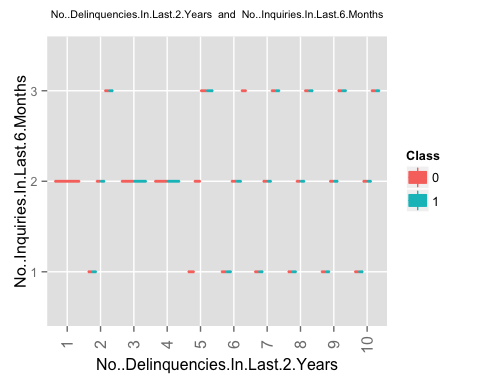 No..Delinquencies.In.Last.2.Years and No..Inquiries.In.Last.6.Months
No..Inquiries.In.Last.6.Months
3
2
1
Class
0
1
1 2 3 4 5 6 7 8 9 10
No..Delinquencies.In.Last.2.Years